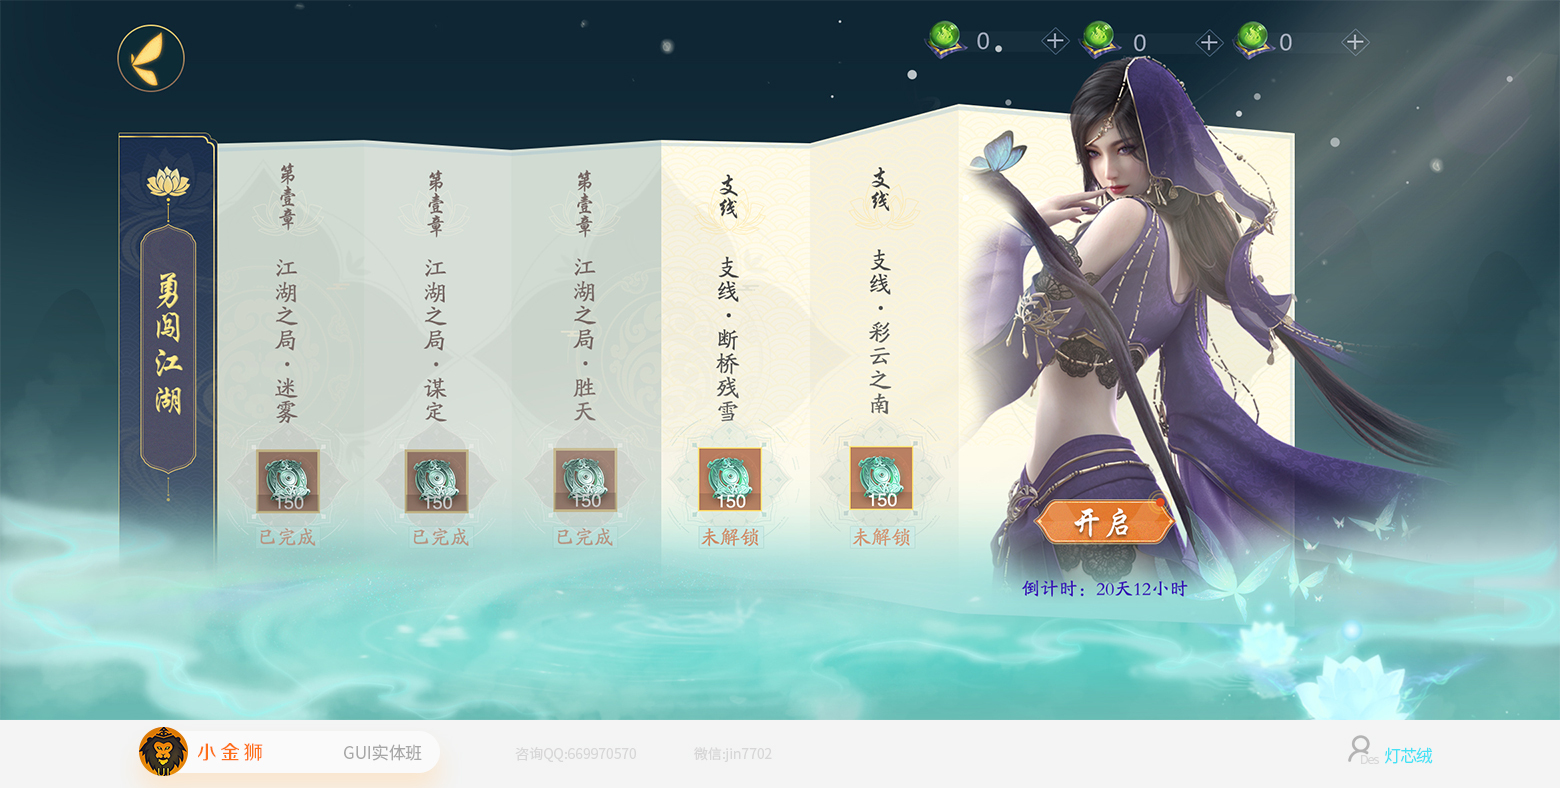 0
0
0
勇闯江湖
第壹章
江湖之局·迷雾
150
已完成
第壹章
江湖之局·谋定
150
已完成
第壹章
江湖之局·胜天
150
已完成
支线
支线·断桥残雪
150
未解锁
支线
支线·彩云之南
150
未解锁
开启
倒计时：20天12小时
UI
小金狮
GUI实体班
咨询QQ:669970570
微信:jin7702
Des
灯芯绒